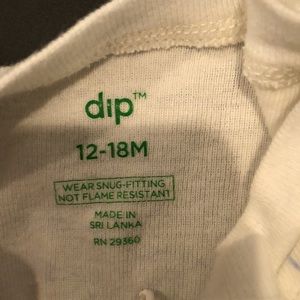 dip™
12-18M
WEAR SNUG-FITTING
NOT FLAME RESISTANT
MADE IN
SRI LANKA
RN 29360